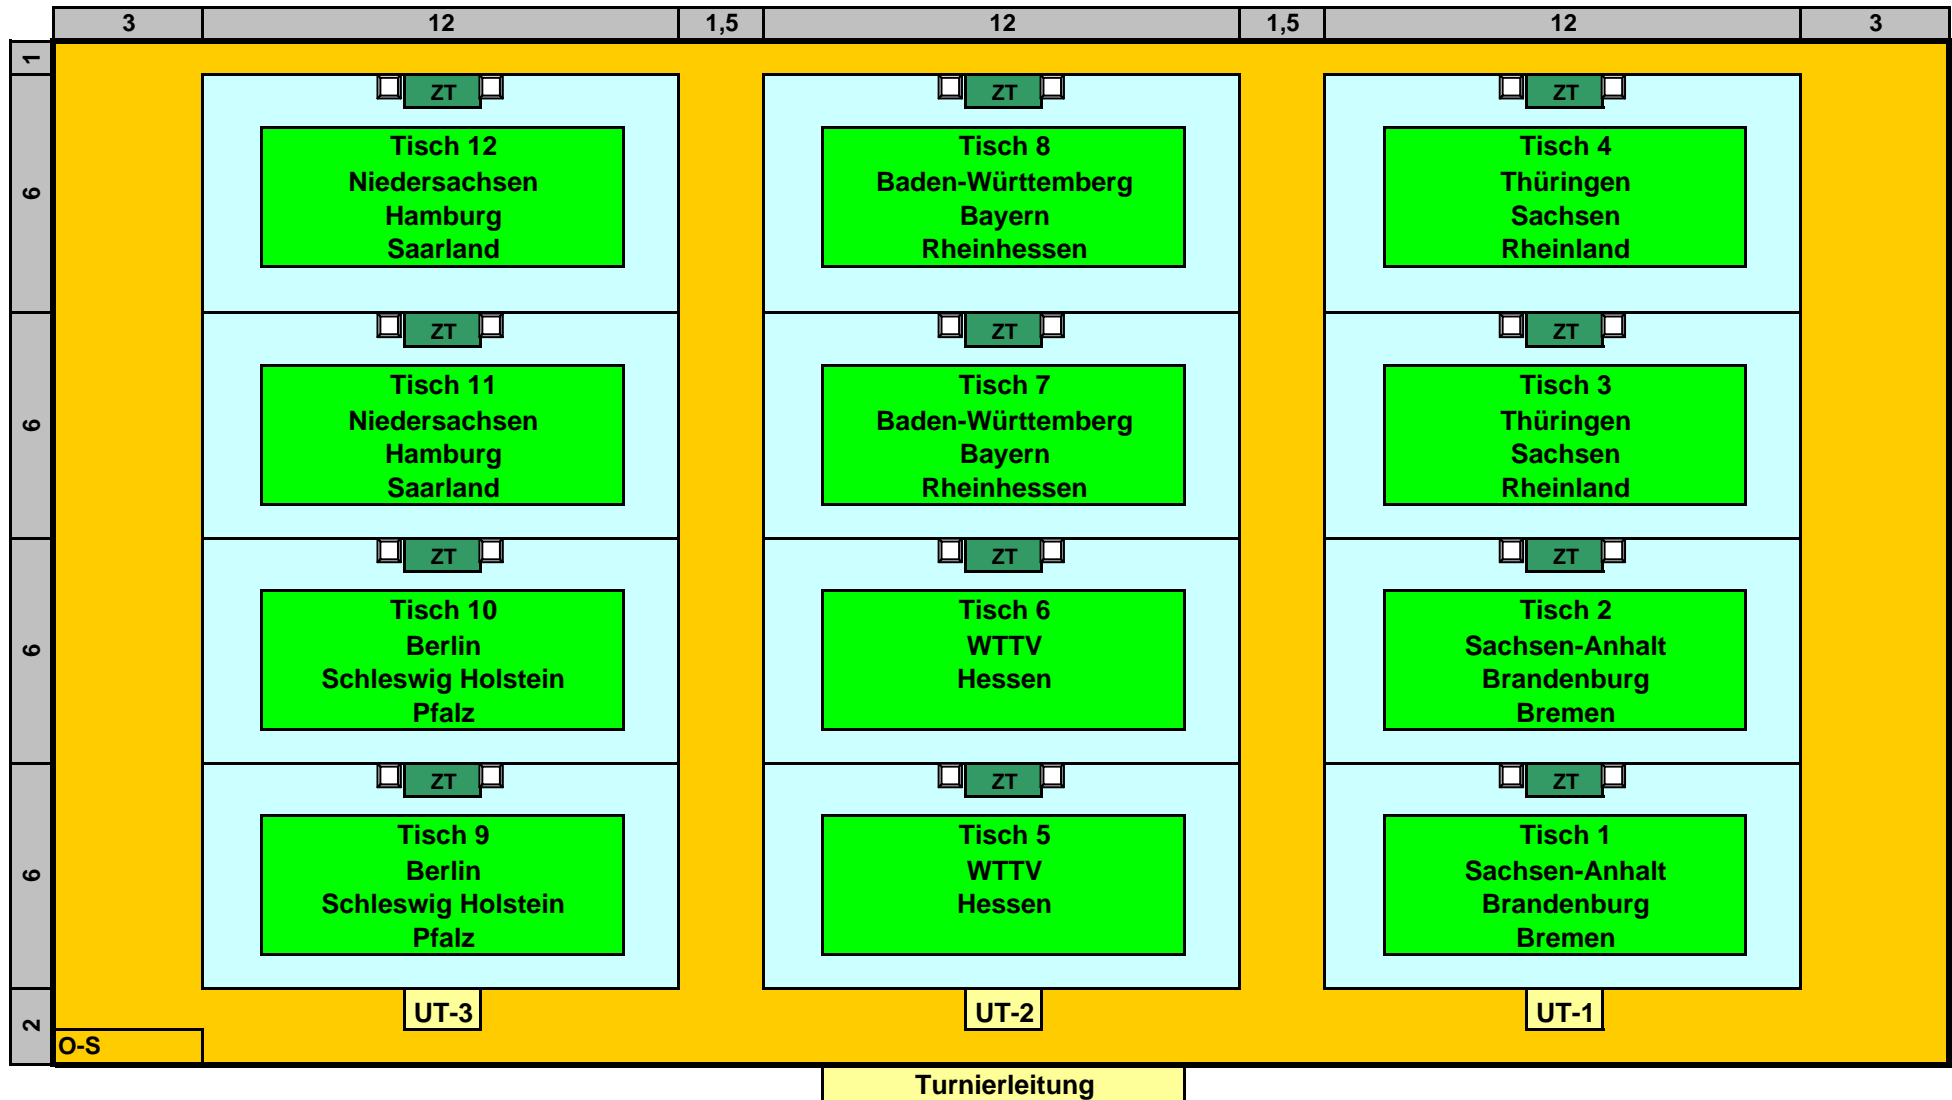 3 12 1,5 12 1,5 12 3
1
ZT ZT ZT
6
Tisch 12
Niedersachsen
Hamburg
Saarland
Tisch 8
Baden-Württemberg
Bayern
Rheinhessen
Tisch 4
Thüringen
Sachsen
Rheinland
ZT ZT ZT
6
Tisch 11
Niedersachsen
Hamburg
Saarland
Tisch 7
Baden-Württemberg
Bayern
Rheinhessen
Tisch 3
Thüringen
Sachsen
Rheinland
ZT ZT ZT
6
Tisch 10
Berlin
Schleswig Holstein
Pfalz
Tisch 6
WTTV
Hessen
Tisch 2
Sachsen-Anhalt
Brandenburg
Bremen
ZT ZT ZT
6
Tisch 9
Berlin
Schleswig Holstein
Pfalz
Tisch 5
WTTV
Hessen
Tisch 1
Sachsen-Anhalt
Brandenburg
Bremen
2
UT-3 UT-2 UT-1
O-S
Turnierleitung